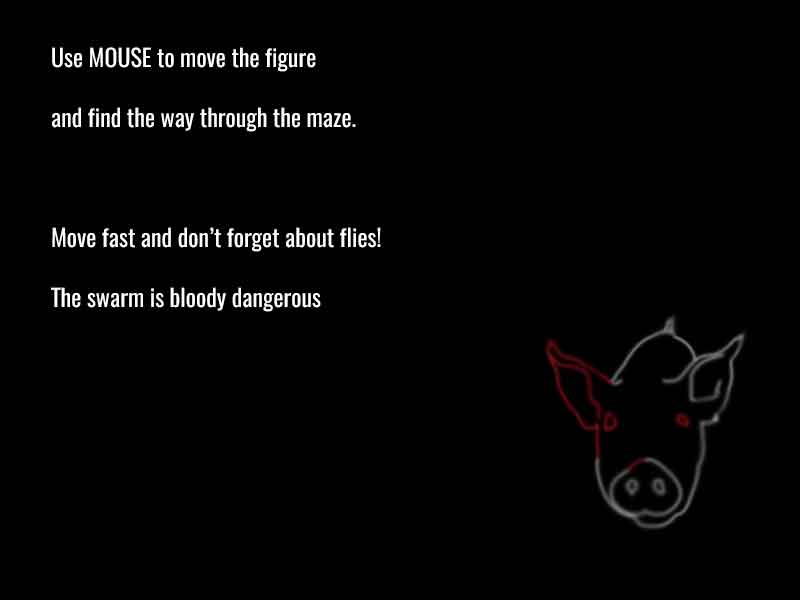 Use MOUSE to move the figure
and find the way through the maze.
Move fast and don’t forget about flies!
The swarm is bloody dangerous